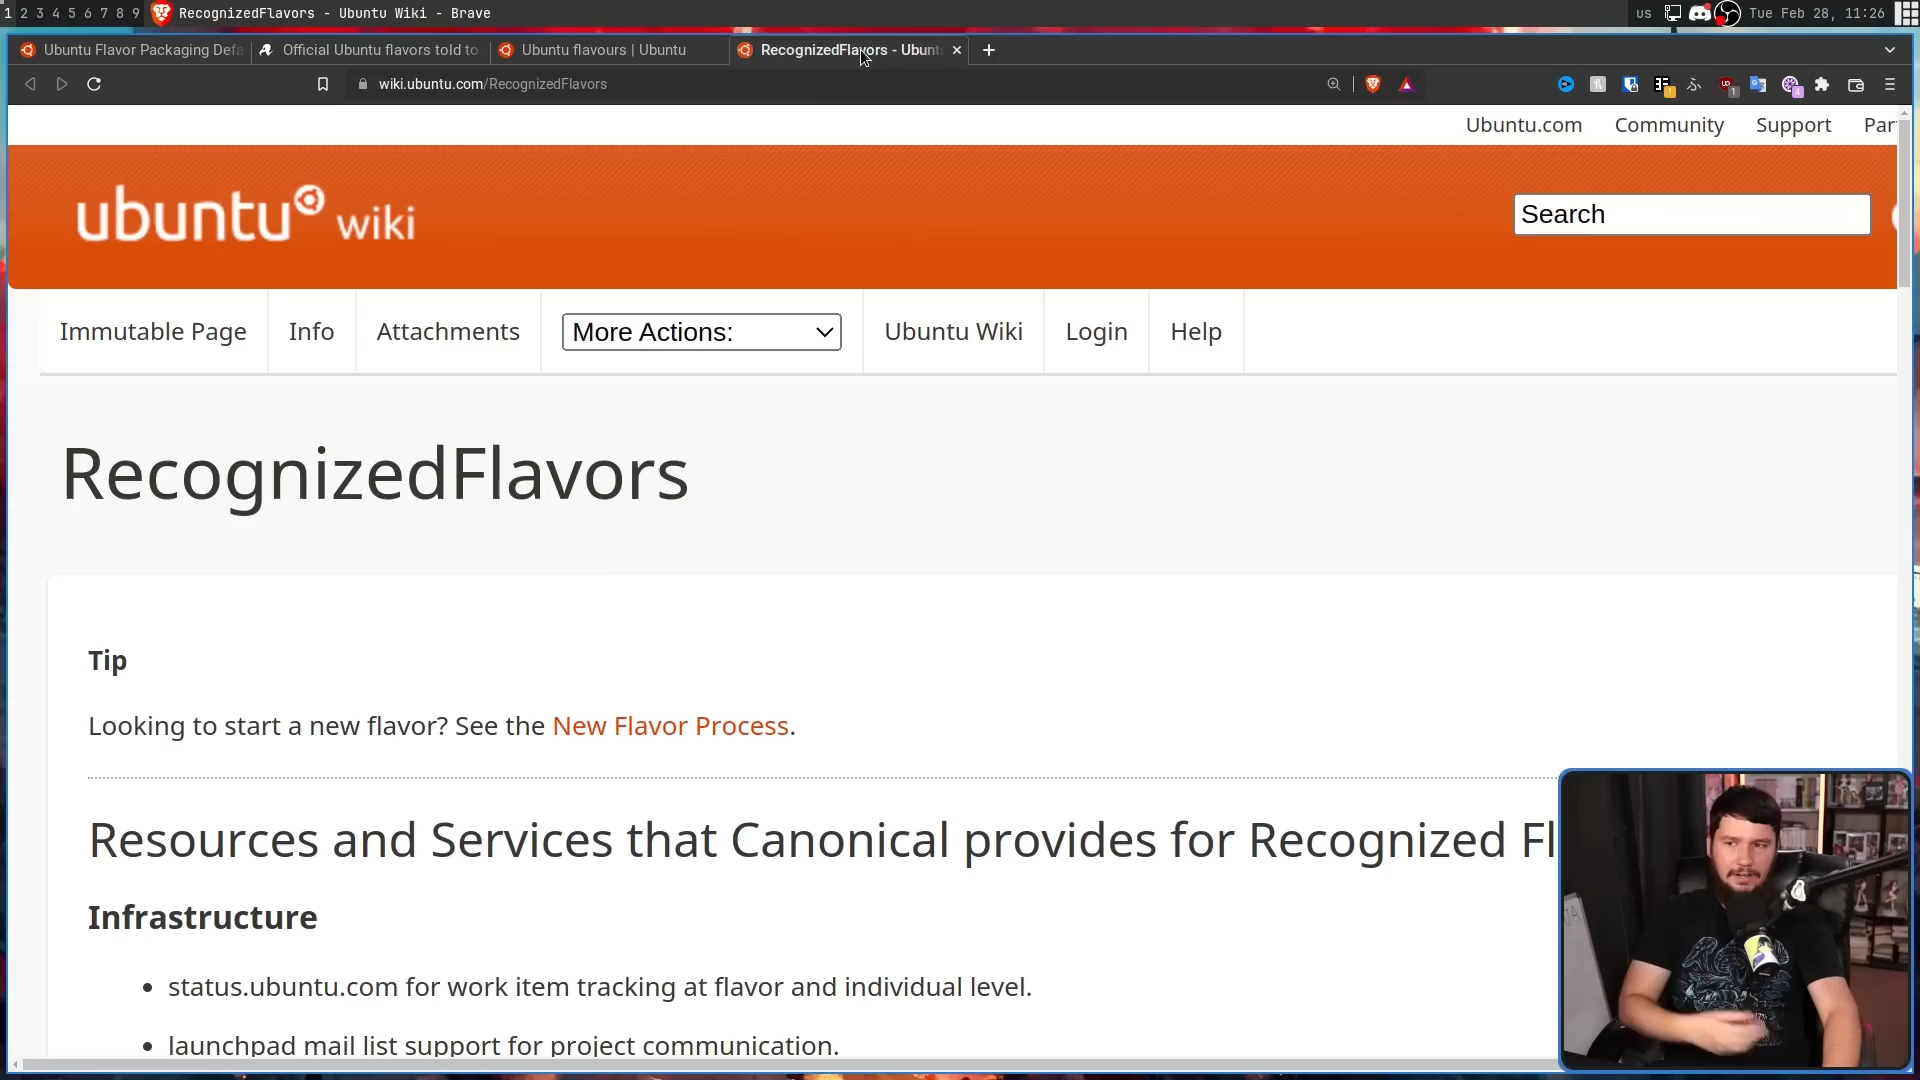 1 2 3 4 5 6 7 8 9 RecognizedFlavors - Ubuntu Wiki - Brave
us Tue Feb 28, 11:26
Ubuntu Flavor Packaging Defa
Official Ubuntu flavors told to
Ubuntu flavours | Ubuntu
RecognizedFlavors - Ubunt
wiki.ubuntu.com/RecognizedFlavors
Ubuntu.com Community Support Par
ubuntu wiki
Search
Immutable Page Info Attachments More Actions: Ubuntu Wiki Login Help
RecognizedFlavors
Tip
Looking to start a new flavor? See the New Flavor Process.
Resources and Services that Canonical provides for Recognized Fl
Infrastructure
• status.ubuntu.com for work item tracking at flavor and individual level.
• launchpad mail list support for project communication.